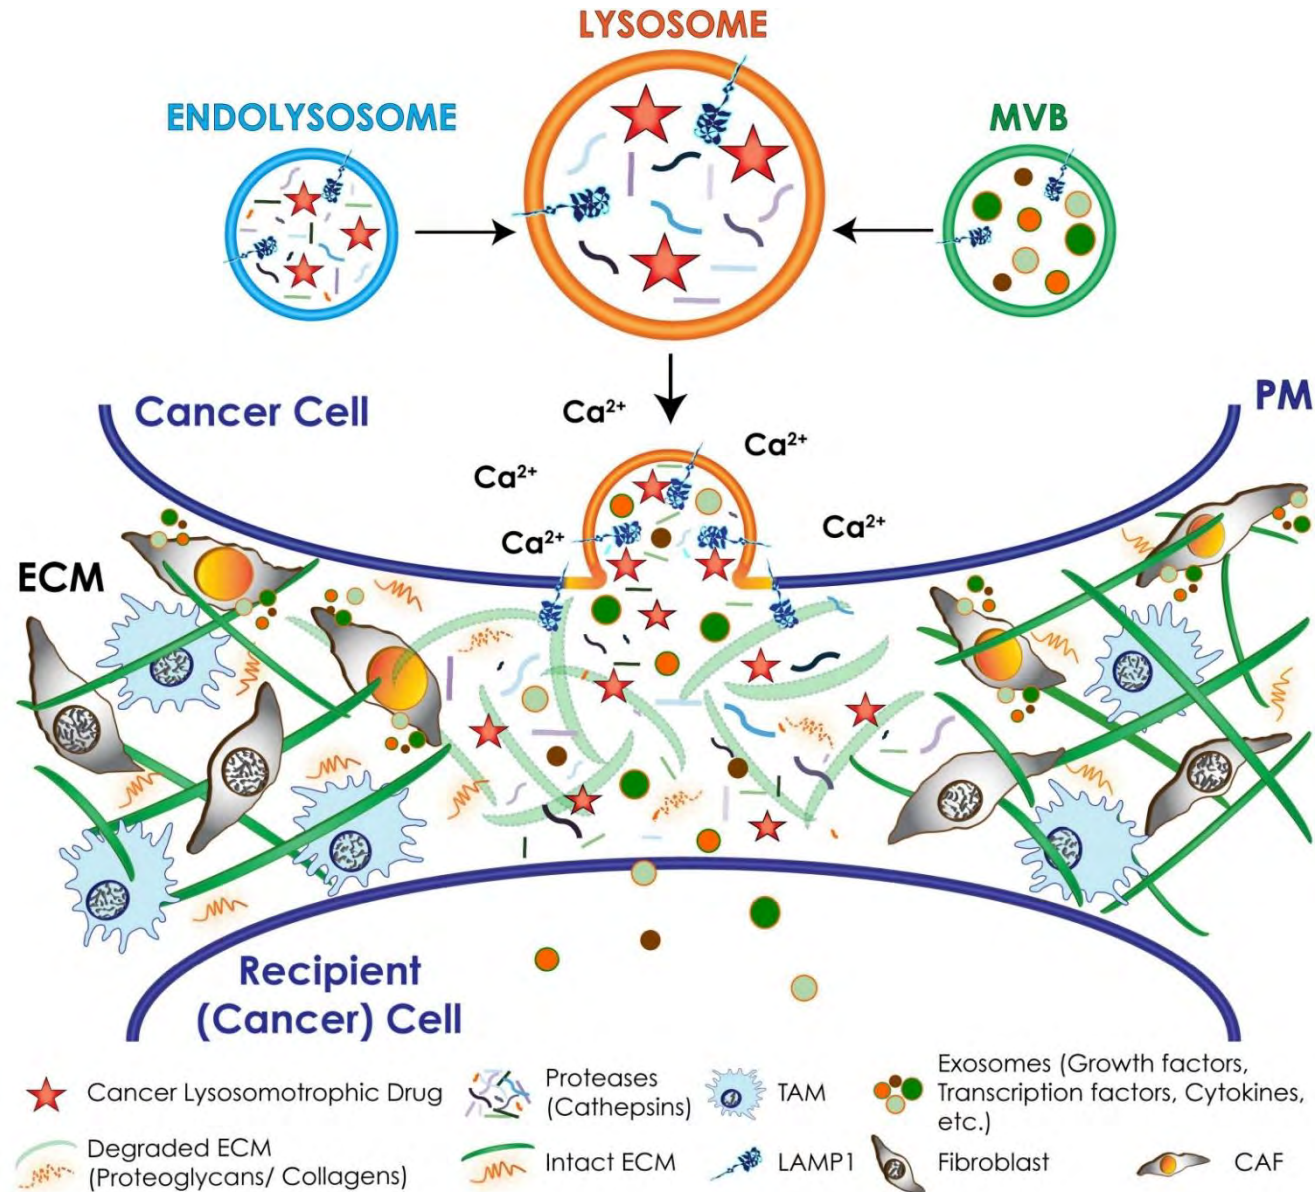 LYSOSOME
ENDOLYSOSOME
MVB
Cancer Cell
PM
Ca²⁺
Ca²⁺
Ca²⁺
Ca²⁺
Ca²⁺
ECM
Recipient
(Cancer) Cell
Cancer Lysosomotrophic Drug
Proteases
(Cathepsins)
TAM
Exosomes (Growth factors,
Transcription factors, Cytokines,
etc.)
Degraded ECM
(Proteoglycans/ Collagens)
Intact ECM
LAMP1
Fibroblast
CAF